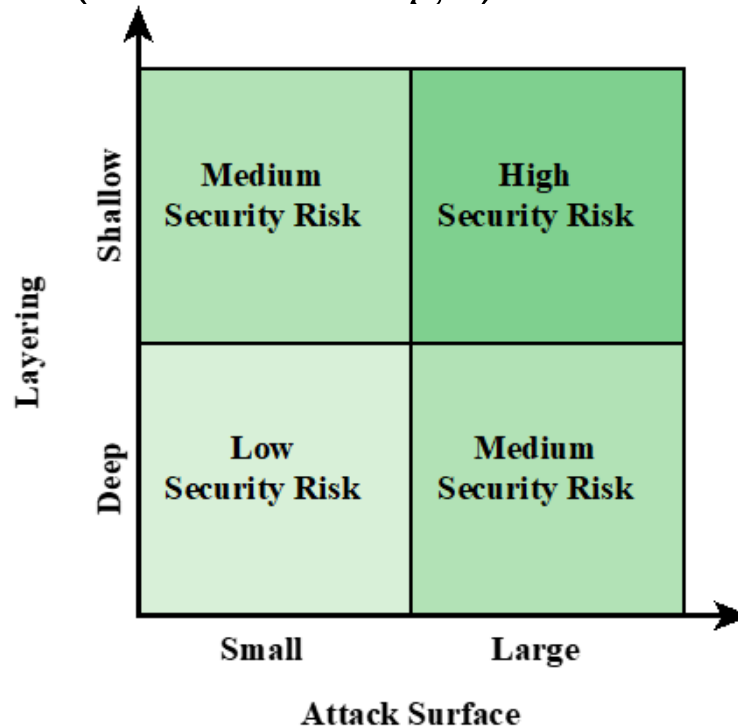 Shallow
Medium
Security Risk
High
Security Risk
Layering
Deep
Low
Security Risk
Medium
Security Risk
Small
Large
Attack Surface